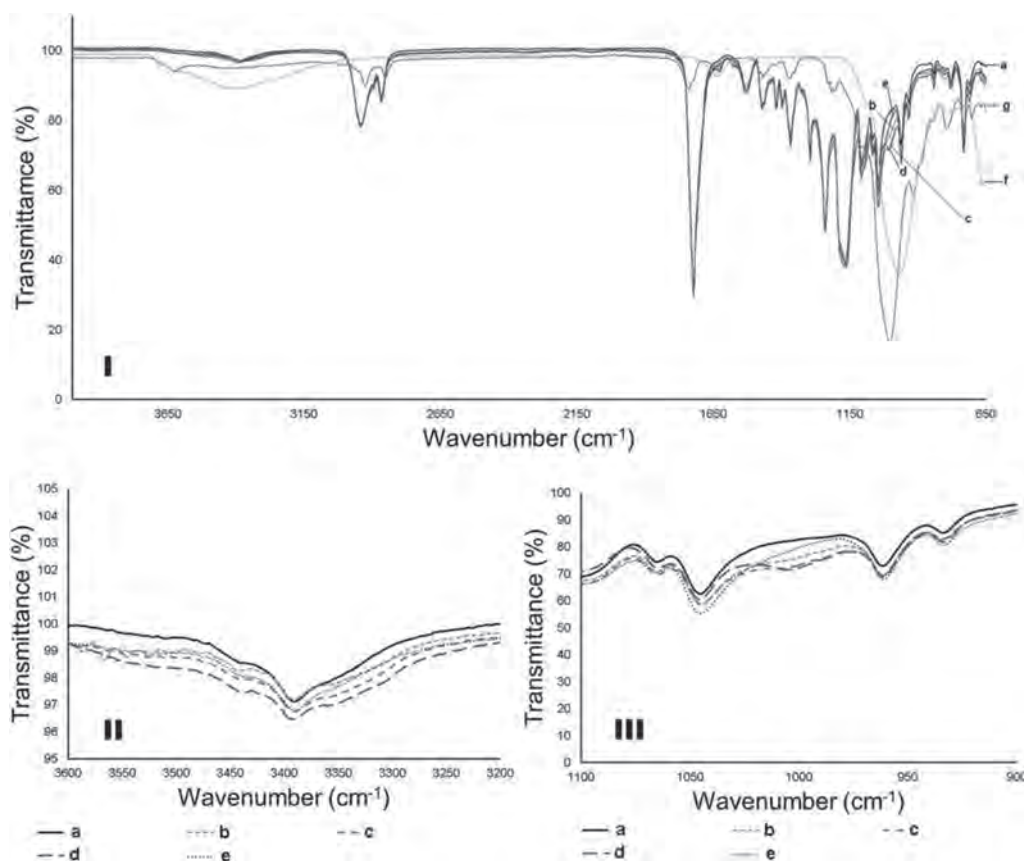 Transmittamce (%)
100
80
60
40
20
0
a
e
b
g
d
f
c
I
3650
3150
2650
2150
1650
1150
650
Wavenumber (cm-1)
Transmittance (%)
105
104
103
102
101
100
99
98
97
96
95
II
3600
3550
3500
3450
3400
3350
3300
3250
3200
Wavenumber (cm-1)
a
b
c
d
e
Transmittance (%)
100
90
80
70
60
50
40
30
20
10
0
III
1100
1050
1000
950
900
Wavenumber (cm-1)
a
b
c
d
e